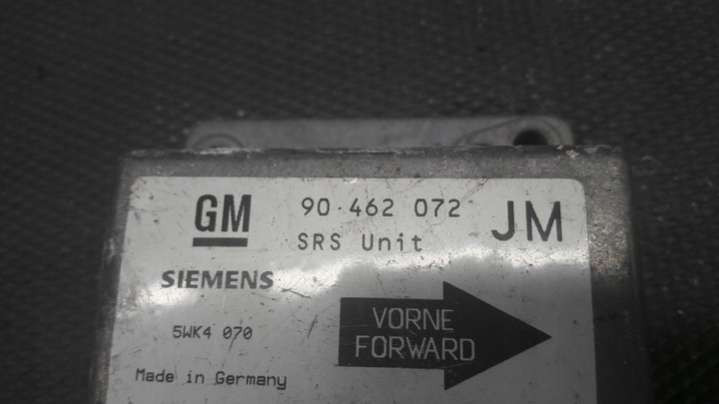 GM 90·462 072 JM
SRS Unit
SIEMENS
5WK4 070
VORNE
FORWARD
Made in Germany